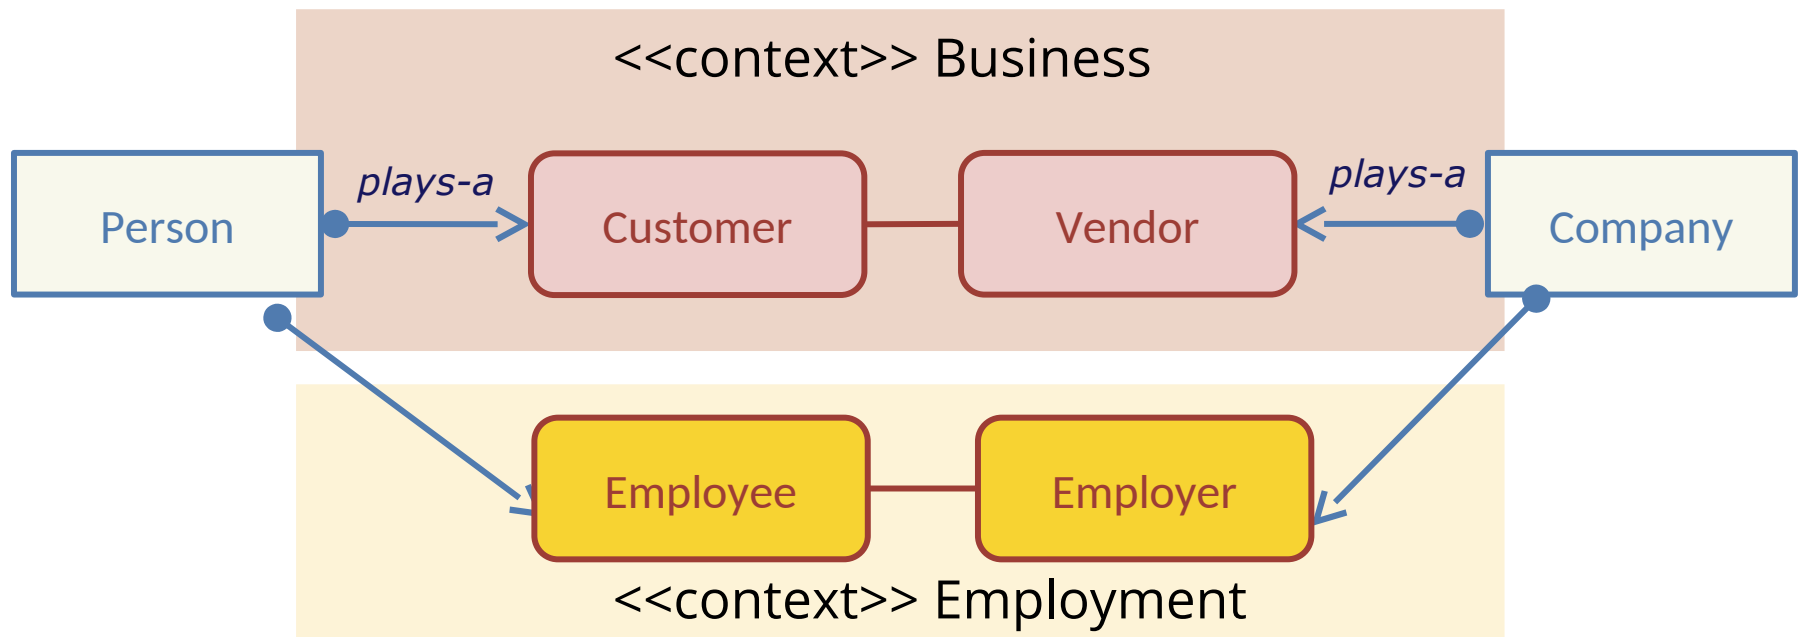 <<context>> Business
plays-a
plays-a
Person
Customer
Vendor
Company
Employee
Employer
<<context>> Employment